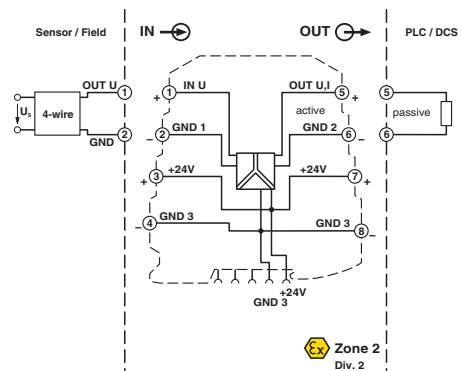 Sensor / Field
IN
OUT
PLC / DCS
OUT U
1
+
1
IN U
OUT U,I
5
+
5
Us
4-wire
active
passive
GND
2
–
2
GND 1
GND 2
6
–
6
+
3
+24V
+24V
7
+
–
4
GND 3
GND 3
8
–
+24V
GND 3
Ex
Zone 2
Div. 2